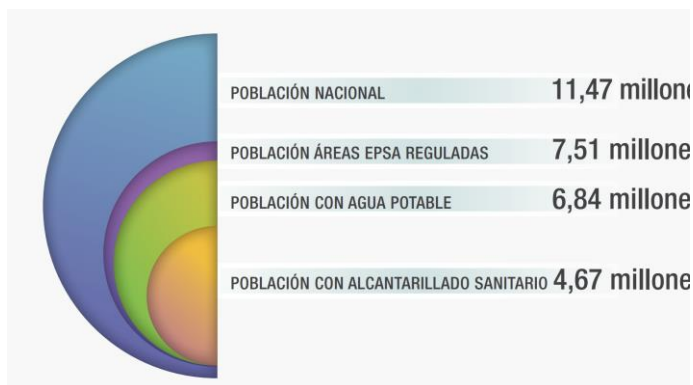 POBLACIÓN NACIONAL 11,47 millone
POBLACIÓN ÁREAS EPSA REGULADAS 7,51 millone
POBLACIÓN CON AGUA POTABLE 6,84 millone
POBLACIÓN CON ALCANTARILLADO SANITARIO 4,67 millone